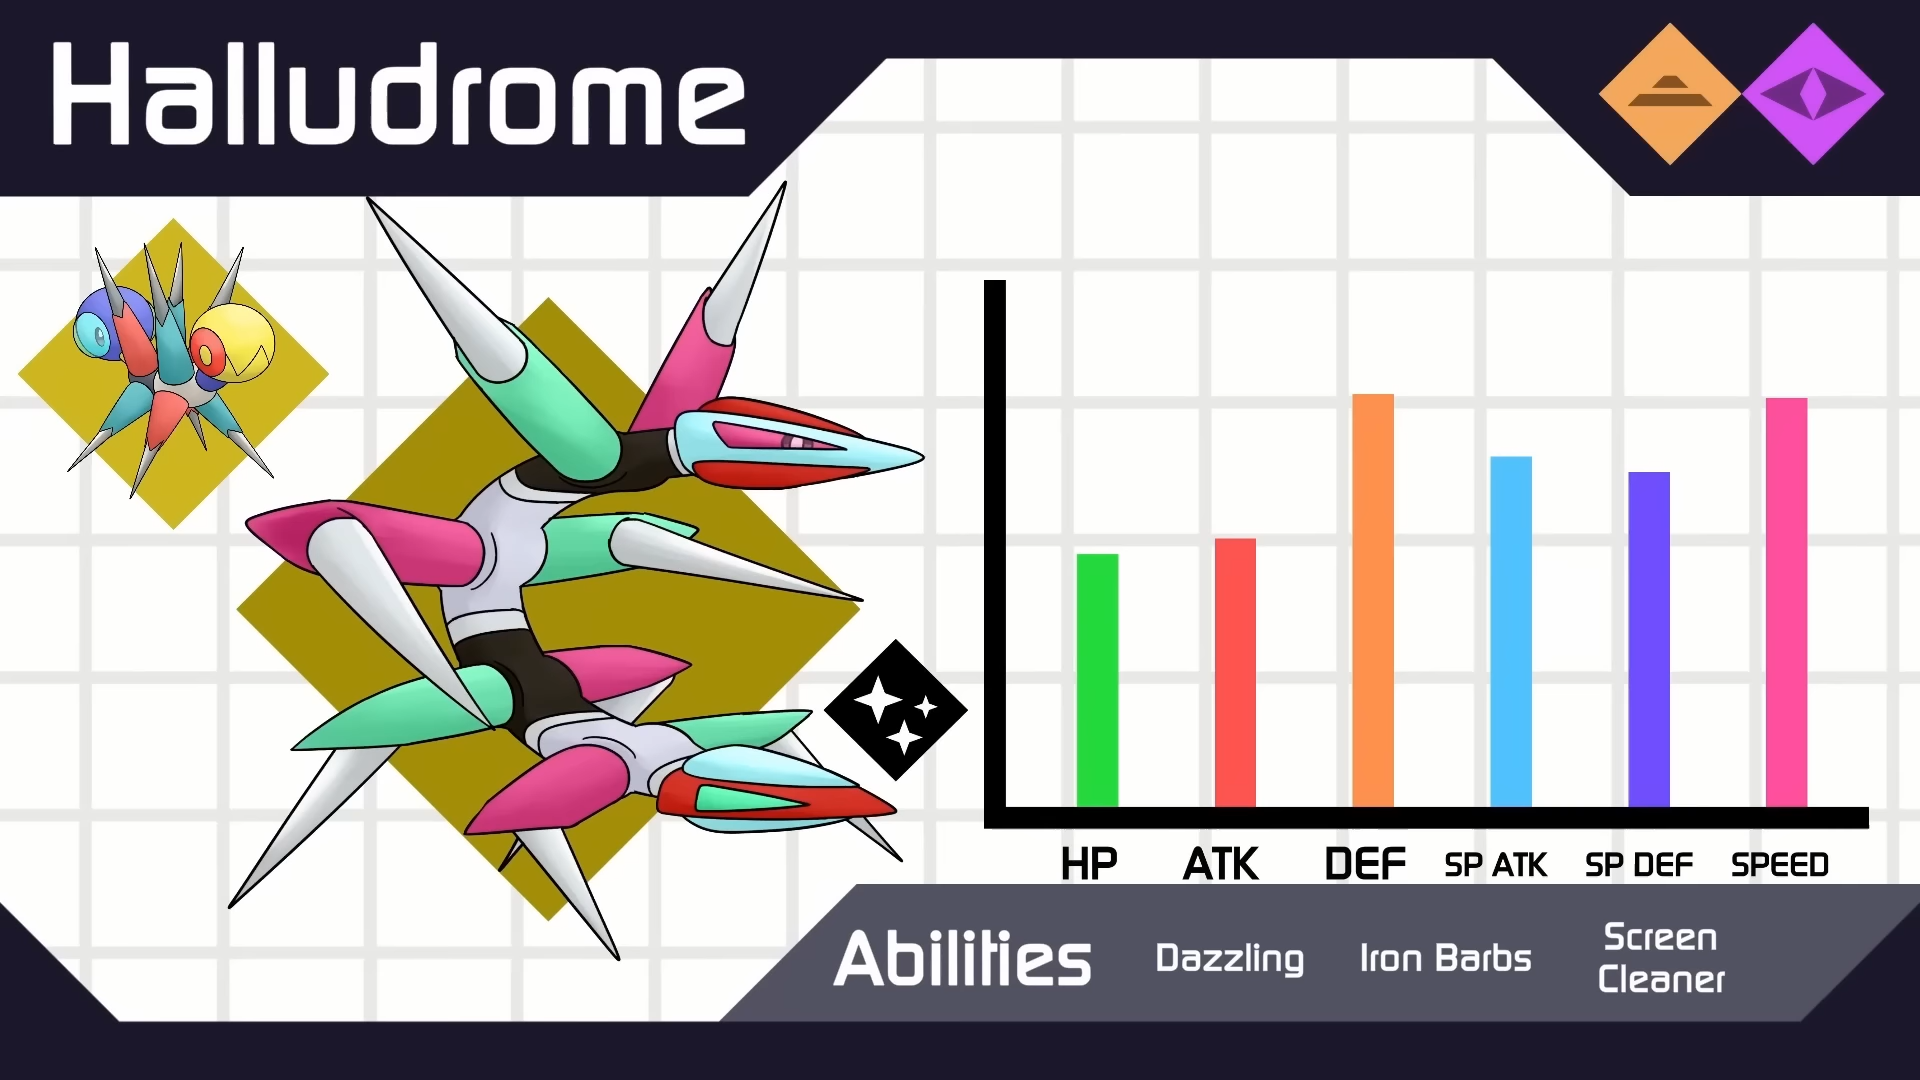 Halludrome
HP ATK DEF SP ATK SP DEF SPEED
Abilities Dazzling Iron Barbs Screen
Cleaner